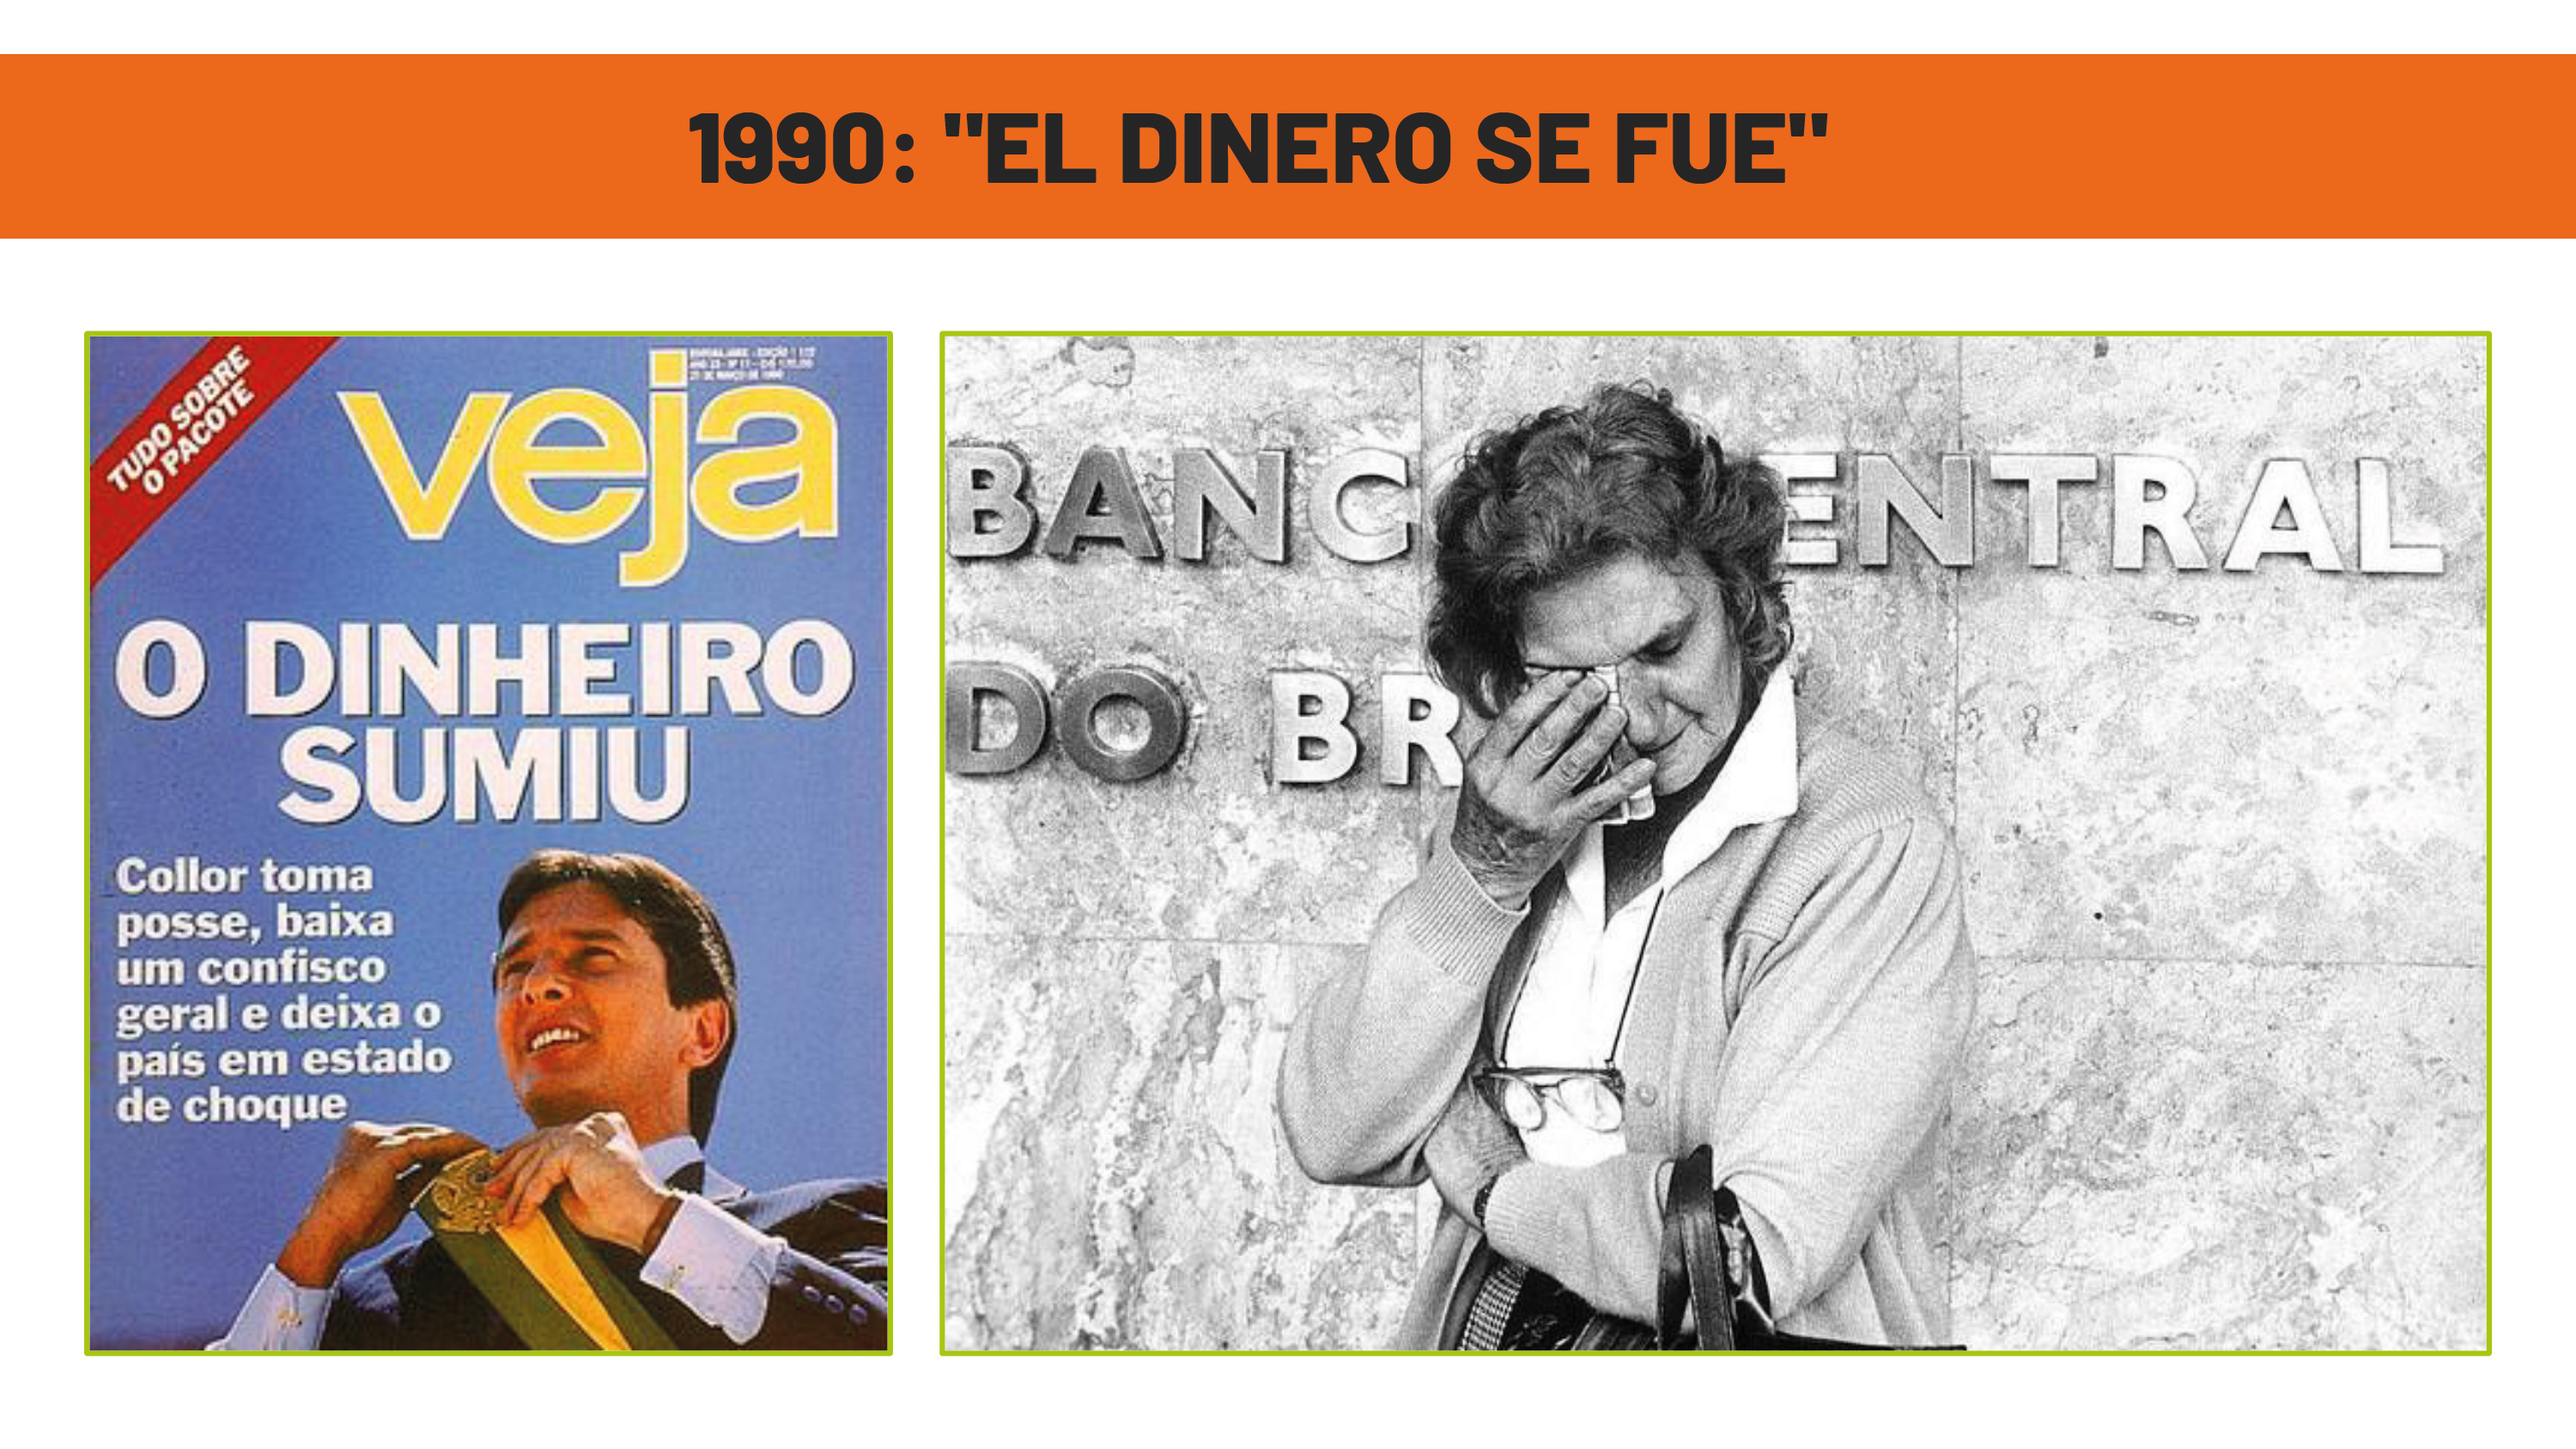 1990: "EL DINERO SE FUE"
TUDO SOBRE
O PACOTE
veja
O DINHEIRO
SUMIU
Collor toma
posse, baixa
um confisco
geral e deixa o
país em estado
de choque
BANC ENTRAL
DO BR